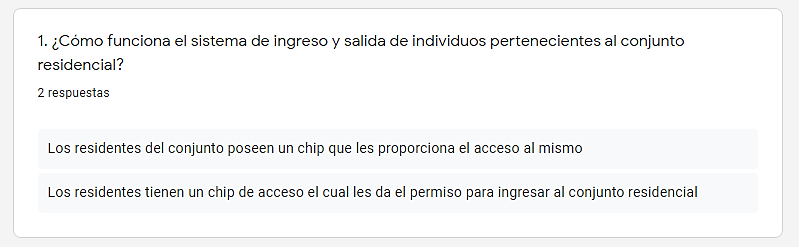 1. ¿Cómo funciona el sistema de ingreso y salida de individuos pertenecientes al conjunto
residencial?
2 respuestas
Los residentes del conjunto poseen un chip que les proporciona el acceso al mismo
Los residentes tienen un chip de acceso el cual les da el permiso para ingresar al conjunto residencial